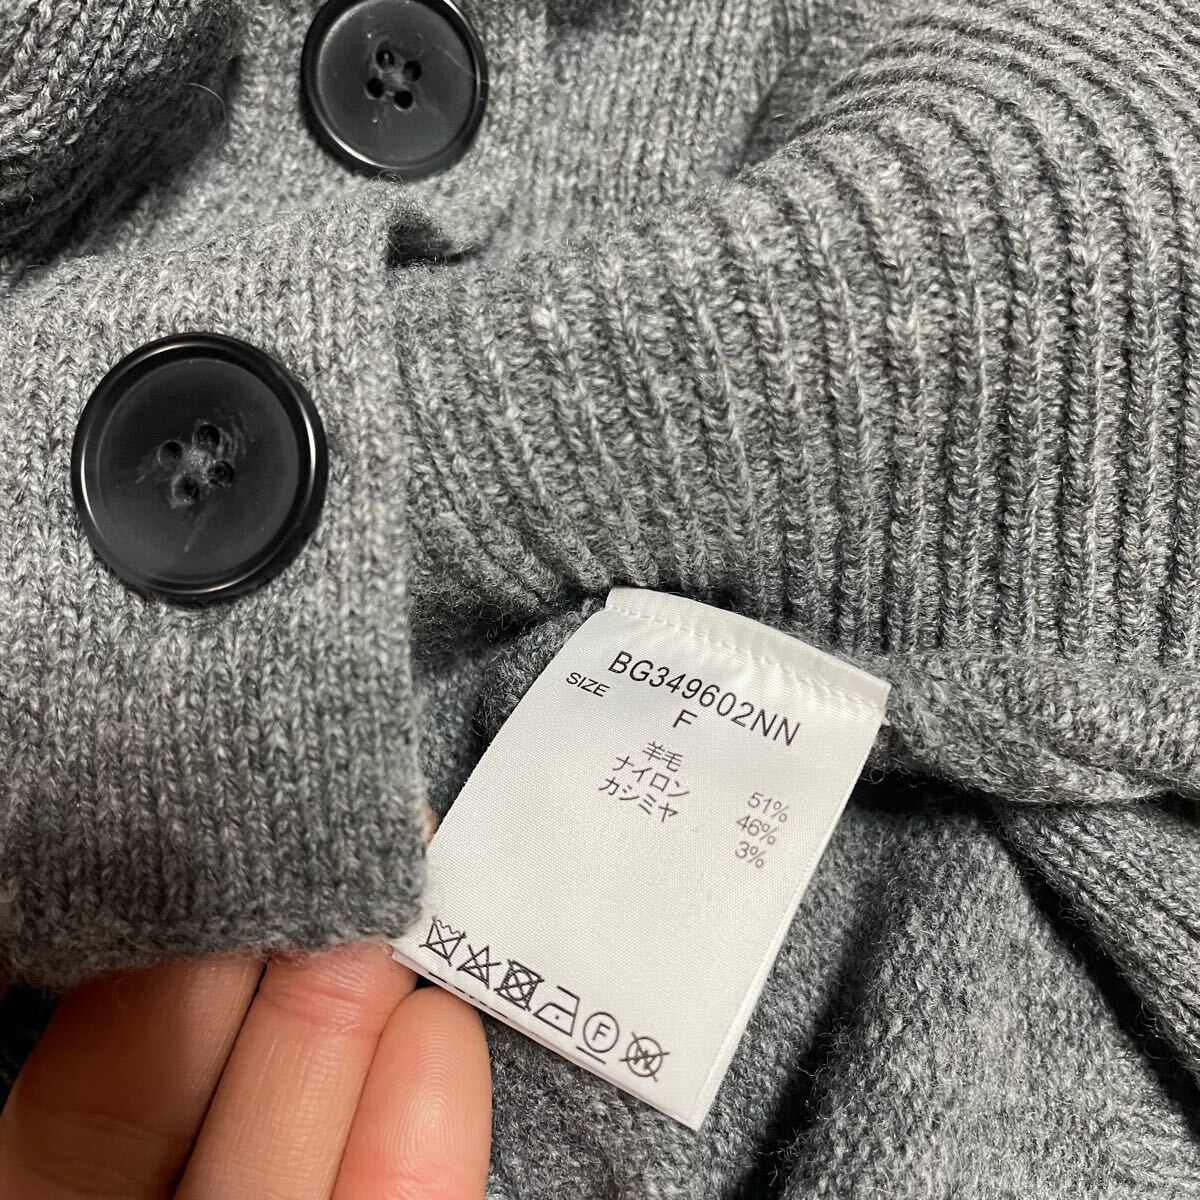 BG349602NN
SIZE F
羊毛 51%
ナイロン 46%
カシミヤ 3%
F
W